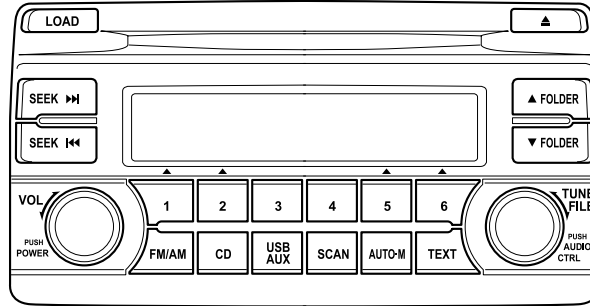 LOAD
SEEK
SEEK
FOLDER
FOLDER
VOL
PUSH
POWER
1
2
3
4
5
6
FM/AM
CD
USB
AUX
SCAN
AUTO-M
TEXT
TUNE
FILE
PUSH
AUDIO
CTRL